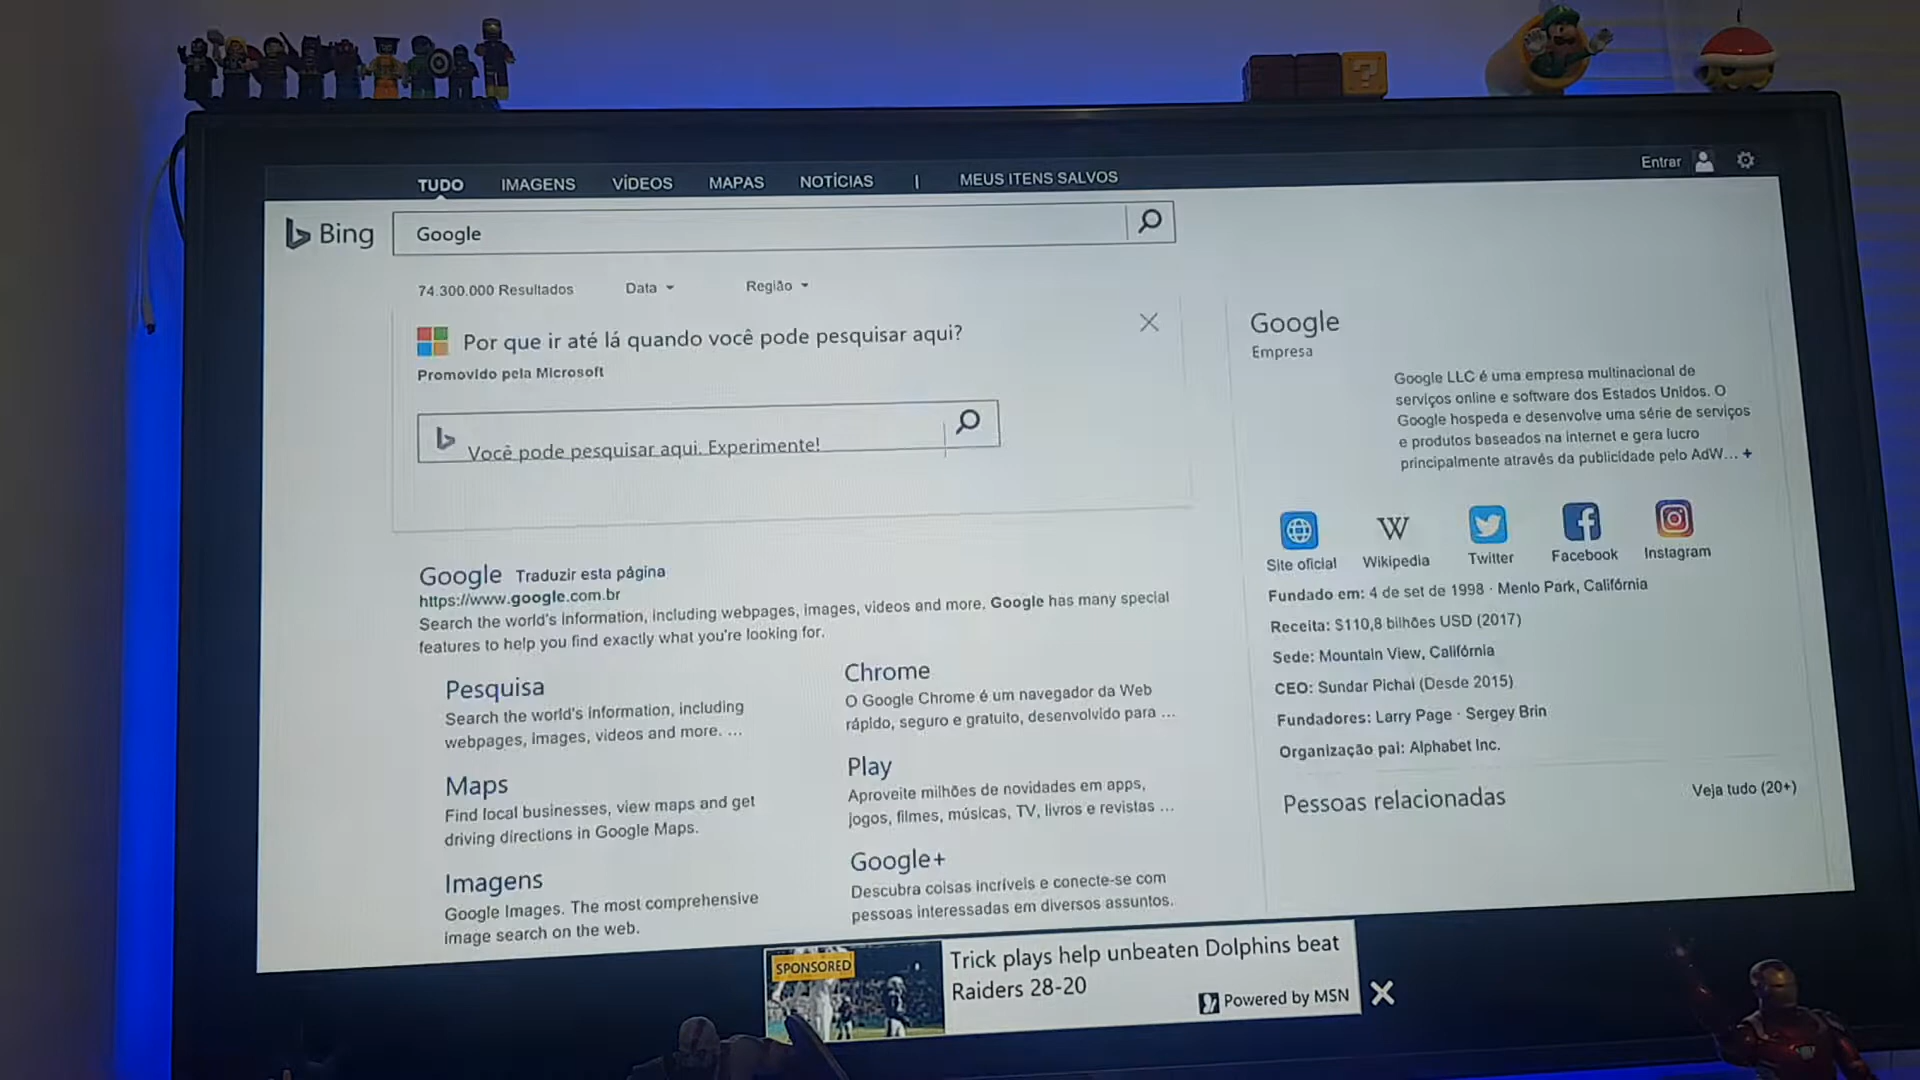 TUDO IMAGENS VÍDEOS MAPAS NOTÍCIAS | MEUS ITENS SALVOS Entrar
Bing Google
74.300.000 Resultados Data Região
Por que ir até lá quando você pode pesquisar aqui?
Promovido pela Microsoft
Você pode pesquisar aqui. Experimente!
Google Traduzir esta página
https://www.google.com.br
Search the world's information, including webpages, images, videos and more. Google has many special
features to help you find exactly what you're looking for.
Pesquisa
Search the world's information, including
webpages, images, videos and more. ...
Maps
Find local businesses, view maps and get
driving directions in Google Maps.
Imagens
Google Images. The most comprehensive
image search on the web.
Chrome
O Google Chrome é um navegador da Web
rápido, seguro e gratuito, desenvolvido para ...
Play
Aproveite milhões de novidades em apps,
jogos, filmes, músicas, TV, livros e revistas ...
Google+
Descubra coisas incríveis e conecte-se com
pessoas interessadas em diversos assuntos.
Google
Empresa
Google LLC é uma empresa multinacional de
serviços online e software dos Estados Unidos. O
Google hospeda e desenvolve uma série de serviços
e produtos baseados na internet e gera lucro
principalmente através da publicidade pelo AdW... +
Site oficial Wikipedia Twitter Facebook Instagram
Fundado em: 4 de set de 1998 · Menlo Park, Califórnia
Receita: $110,8 bilhões USD (2017)
Sede: Mountain View, Califórnia
CEO: Sundar Pichai (Desde 2015)
Fundadores: Larry Page · Sergey Brin
Organização pai: Alphabet Inc.
Pessoas relacionadas Veja tudo (20+)
SPONSORED
Trick plays help unbeaten Dolphins beat
Raiders 28-20
Powered by MSN